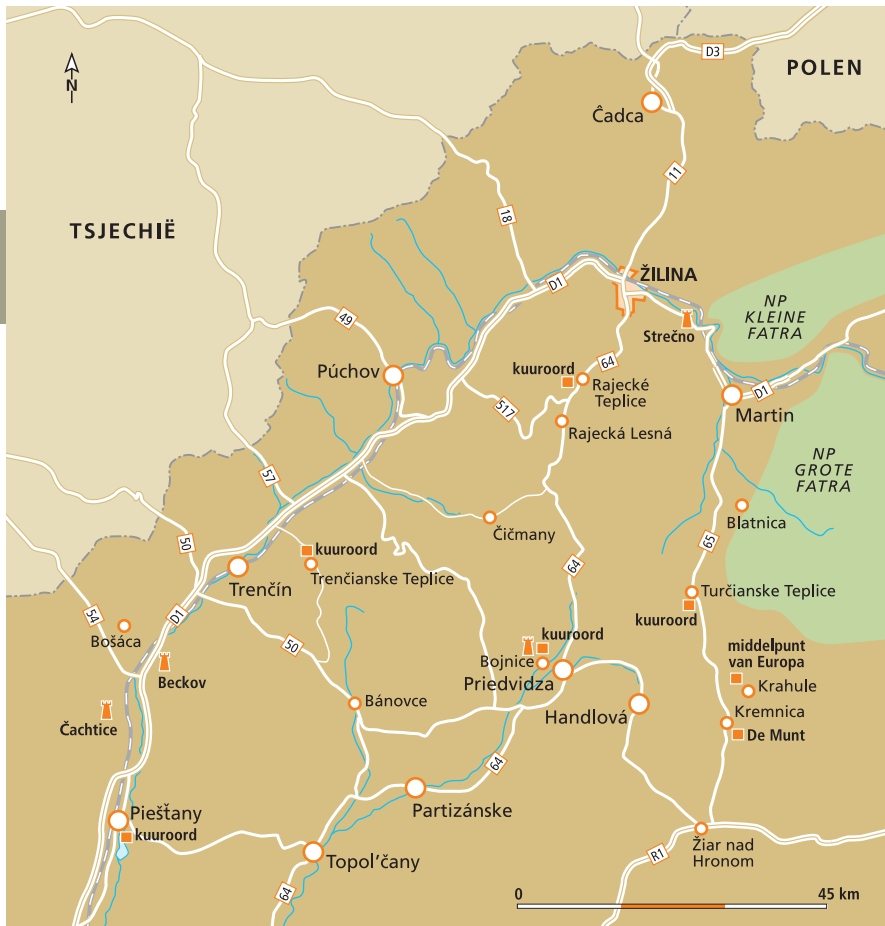 N
D3
POLEN
Ĉadca
11
TSJECHIË
18
ŽILINA
D1
NP
KLEINE
FATRA
49
Strečno
64
kuuroord
Púchov
Rajecké
Teplice
D1
Martin
517
Rajecká Lesná
NP
GROTE
FATRA
57
Blatnica
Čičmany
50
65
kuuroord
Trenčianske Teplice
64
Trenčín
Turčianske Teplice
54
D1
kuuroord
Bošáca
50
kuuroord
middelpunt
van Europa
Bojnice
Beckov
Priedvidza
Krahule
Bánovce
Handlová
Kremnica
Čachtice
De Munt
64
Partizánske
Piešťany
kuuroord
Žiar nad
Hronom
R1
Topol'čany
64
0
45 km